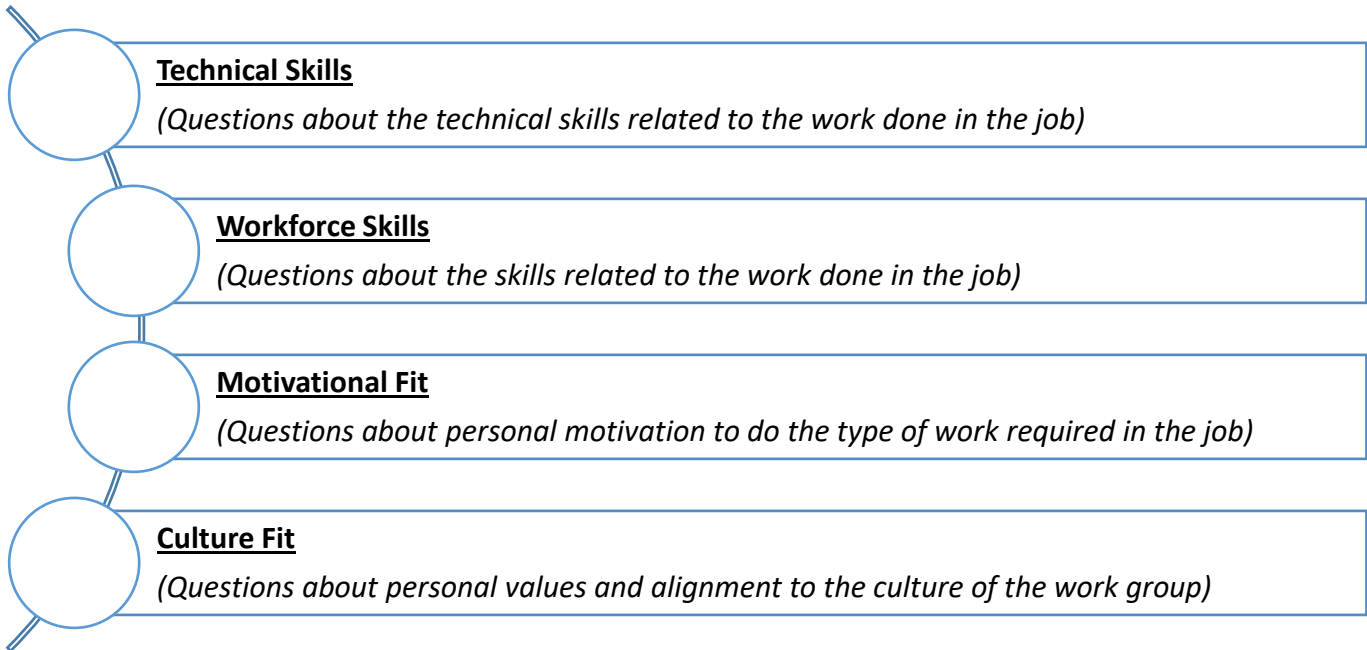 Technical Skills
(Questions about the technical skills related to the work done in the job)
Workforce Skills
(Questions about the skills related to the work done in the job)
Motivational Fit
(Questions about personal motivation to do the type of work required in the job)
Culture Fit
(Questions about personal values and alignment to the culture of the work group)